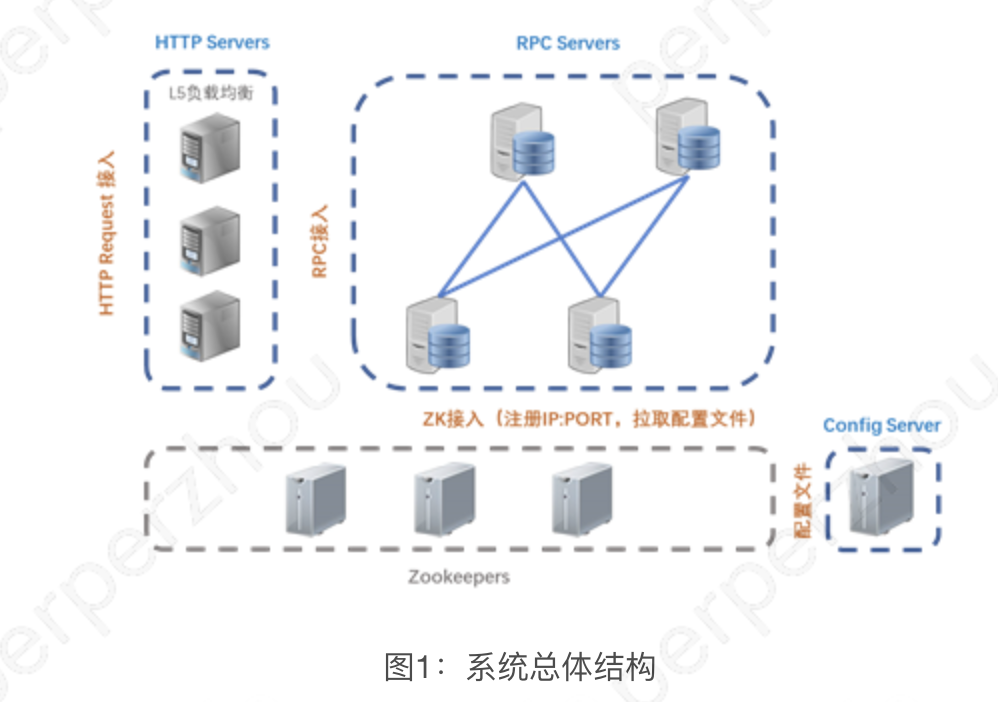 HTTP Servers
RPC Servers
L5负载均衡
HTTP Request 接入
RPC接入
ZK接入（注册IP:PORT，拉取配置文件）
Config Server
配置文件
Zookeepers
图1：系统总体结构
perperzhou